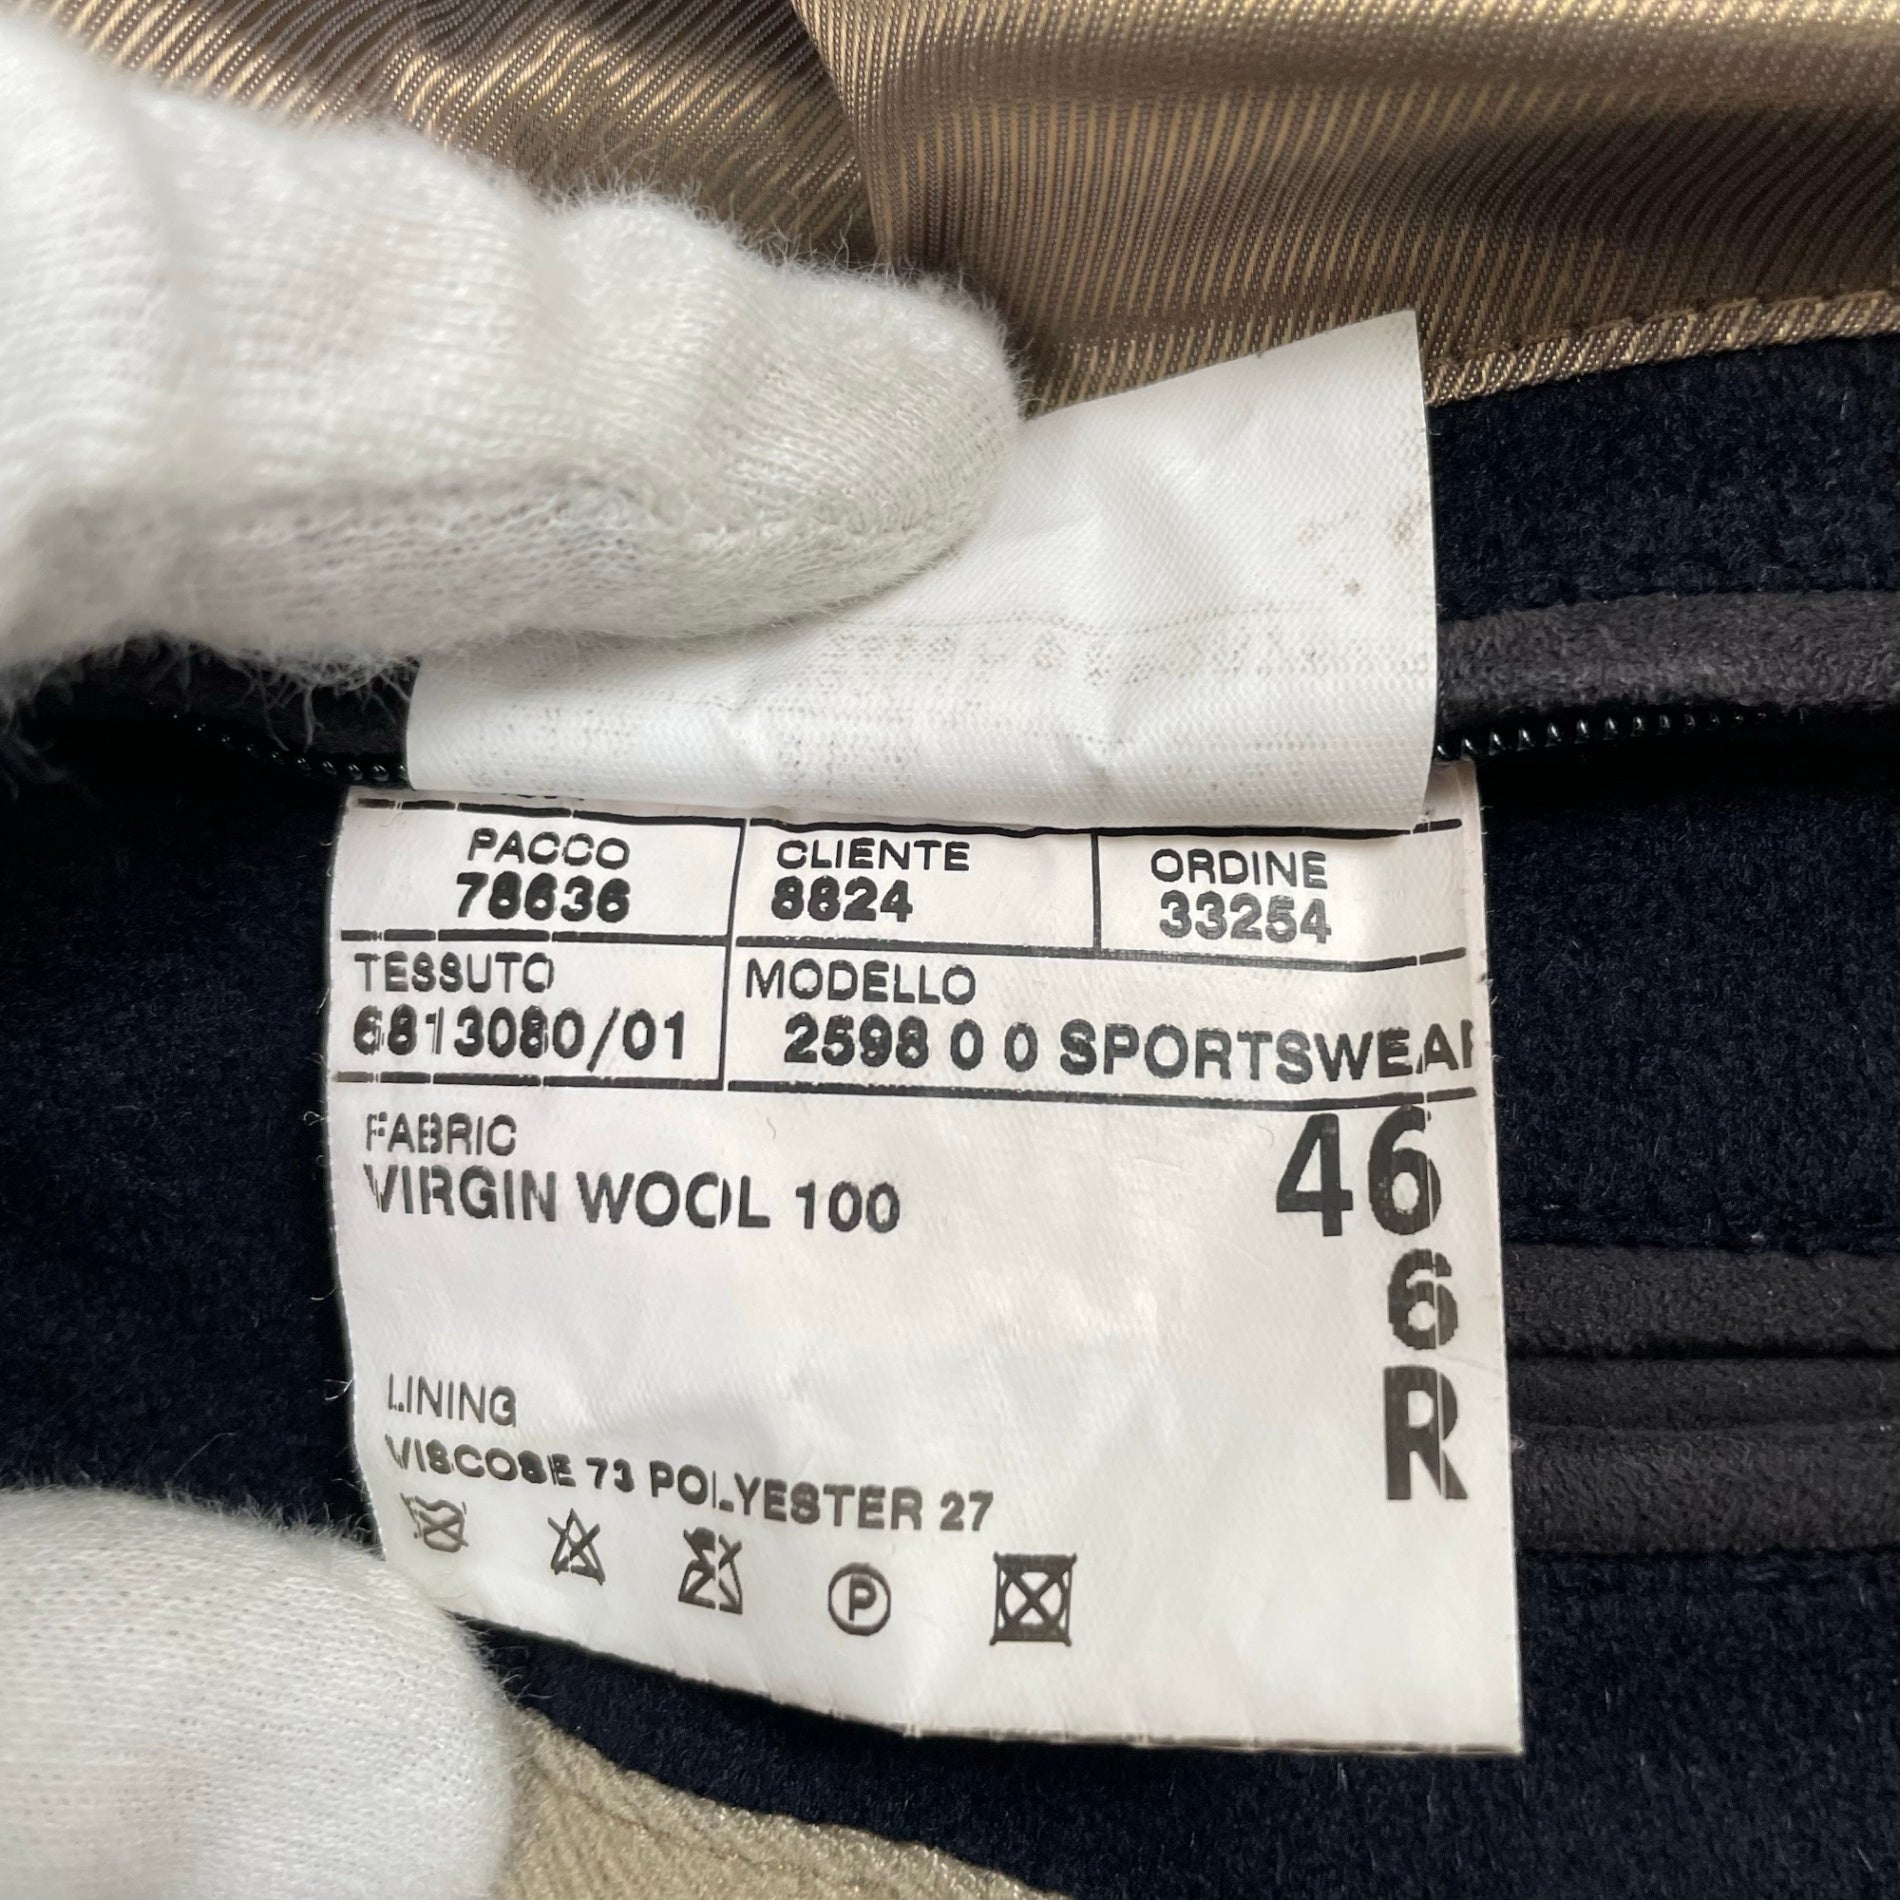 PACCO CLIENTE ORDINE
78636 8824 33254
TESSUTO MODELLO
6813080/01 2598 0 0 SPORTSWEAR
FABRIC 46
VIRGIN WOOL 100
6
R
LINING
VISCOSE 73 POLYESTER 27
P